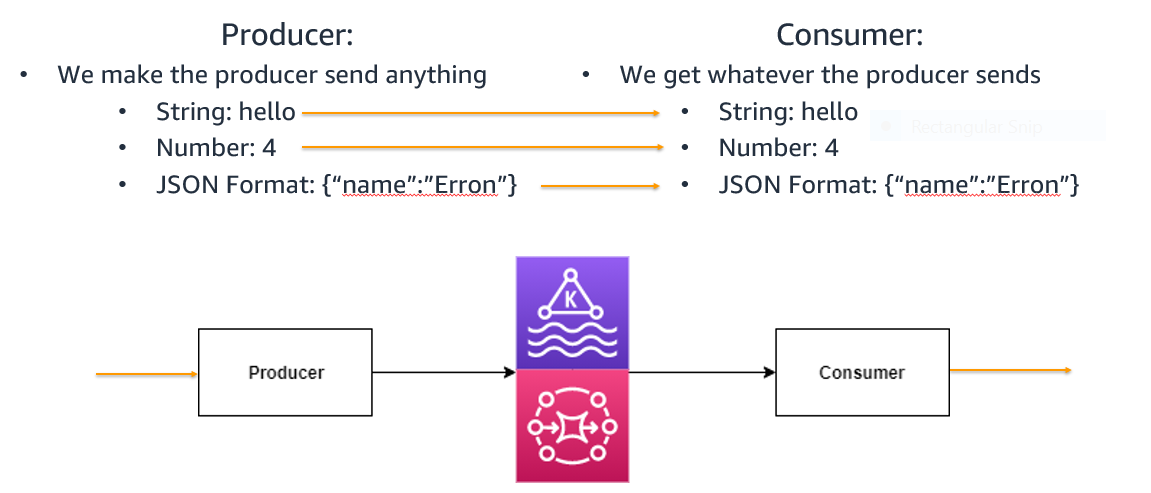 Producer:
• We make the producer send anything
• String: hello
• Number: 4
• JSON Format: {“name”:”Erron”}
Consumer:
• We get whatever the producer sends
• String: hello
• Number: 4
• JSON Format: {“name”:”Erron”}
Rectangular Snip
K
Producer
Consumer